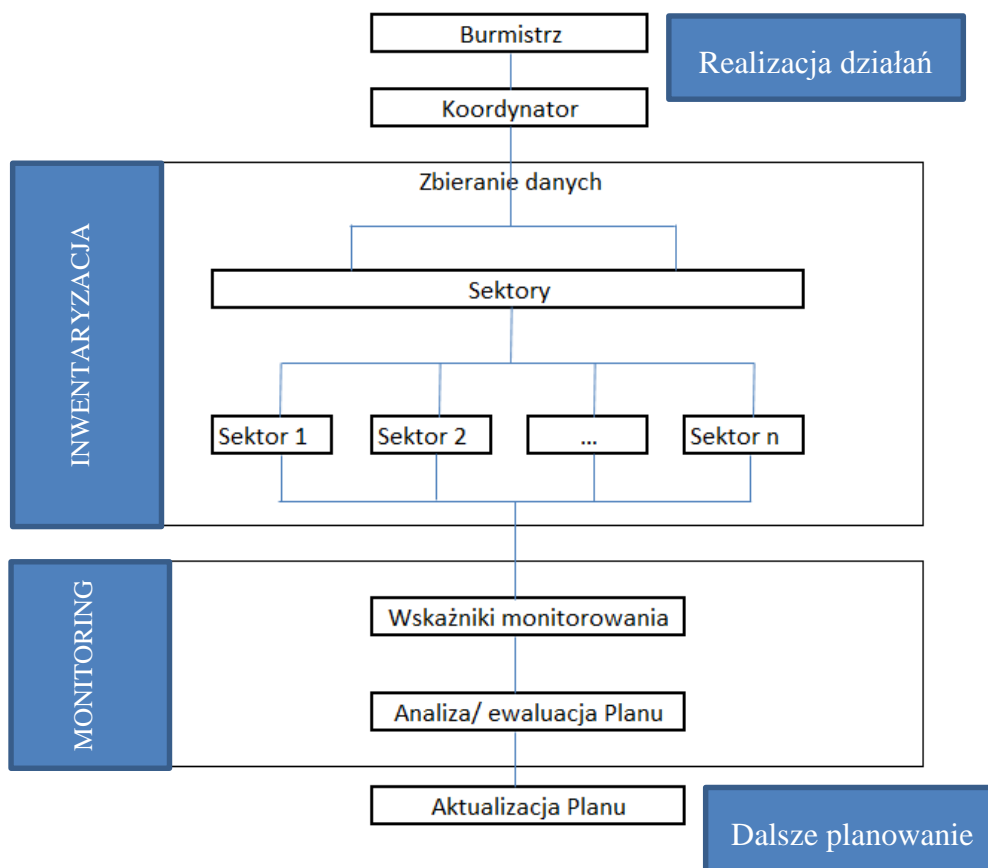 Burmistrz
Realizacja działań
Koordynator
INWENTARYZACJA
Zbieranie danych
Sektory
Sektor 1
Sektor 2
...
Sektor n
MONITORING
Wskażniki monitorowania
Analiza/ ewaluacja Planu
Aktualizacja Planu
Dalsze planowanie